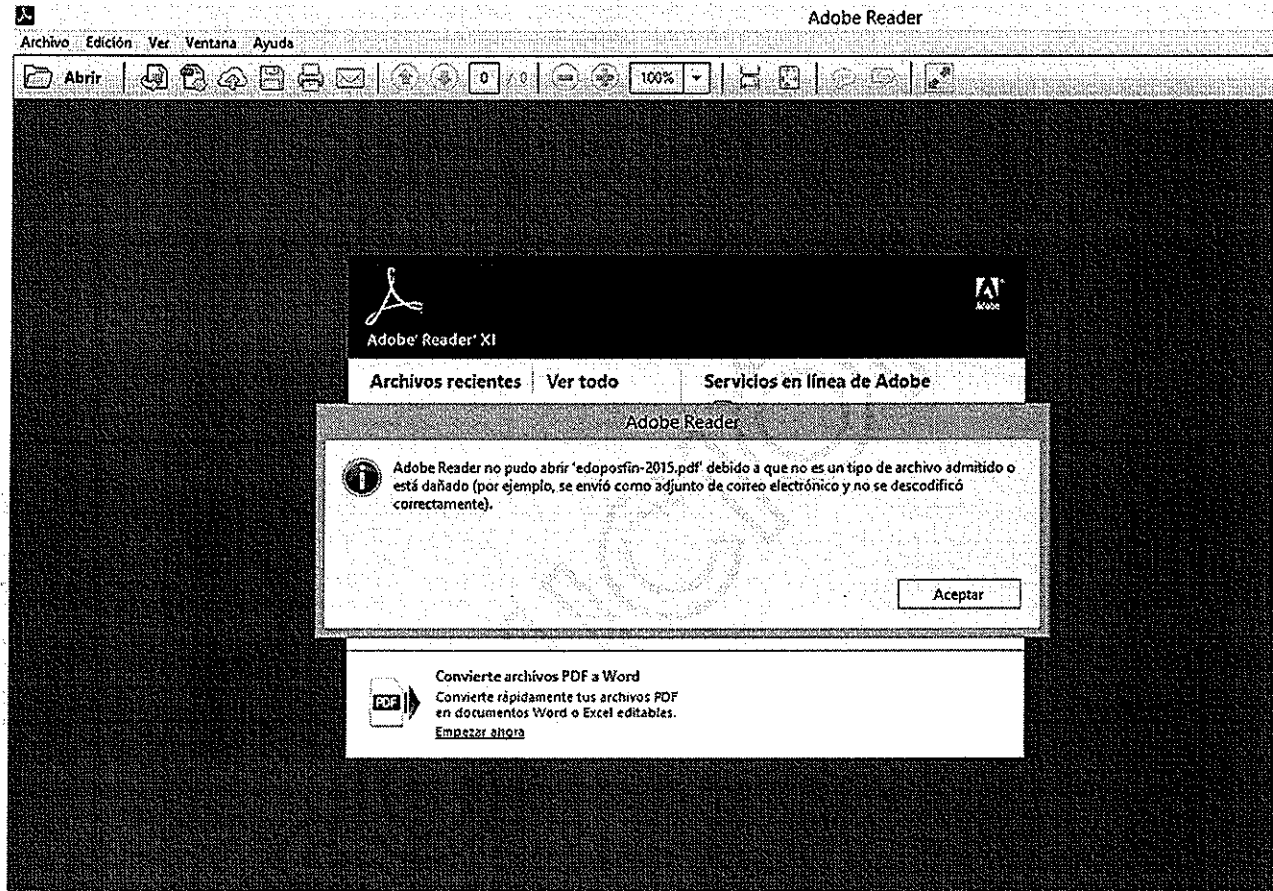 Adobe Reader
Archivo Edición Ver Ventana Ayuda
Abrir 0 / 0 100%
Adobe
Adobe® Reader® XI
Archivos recientes Ver todo Servicios en línea de Adobe
Adobe Reader
Adobe Reader no pudo abrir 'edoposfin-2015.pdf' debido a que no es un tipo de archivo admitido o
está dañado (por ejemplo, se envió como adjunto de correo electrónico y no se descodificó
correctamente).
Aceptar
Convierte archivos PDF a Word
PDF
Convierte rápidamente tus archivos PDF
en documentos Word o Excel editables.
Empezar ahora